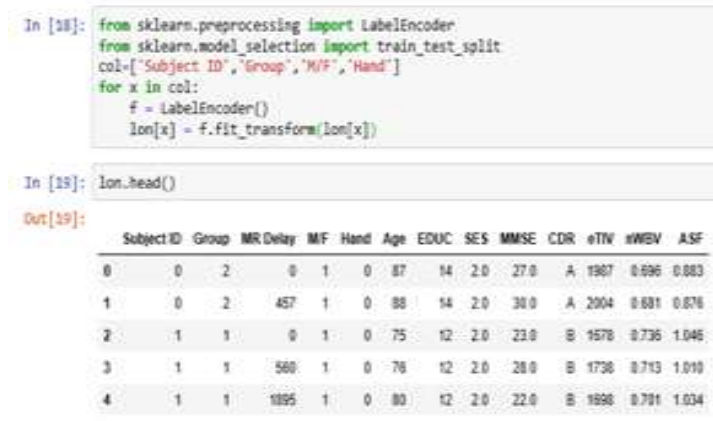 In [18]: from sklearn.preprocessing import LabelEncoder
from sklearn.model_selection import train_test_split
col=['Subject ID','Group','M/F','Hand']
for x in col:
f = LabelEncoder()
lon[x] = f.fit_transform(lon[x])
In [19]: lon.head()
Out[19]:
Subject ID Group MR Delay M/F Hand Age EDUC SES MMSE CDR eTIV nWBV ASF
0 0 2 0 1 0 87 14 2.0 27.0 A 1987 0.696 0.883
1 0 2 457 1 0 88 14 2.0 30.0 A 2004 0.681 0.876
2 1 1 0 1 0 75 12 2.0 23.0 B 1678 0.736 1.046
3 1 1 560 1 0 76 12 2.0 28.0 B 1738 0.713 1.010
4 1 1 1895 1 0 80 12 2.0 22.0 B 1698 0.701 1.034